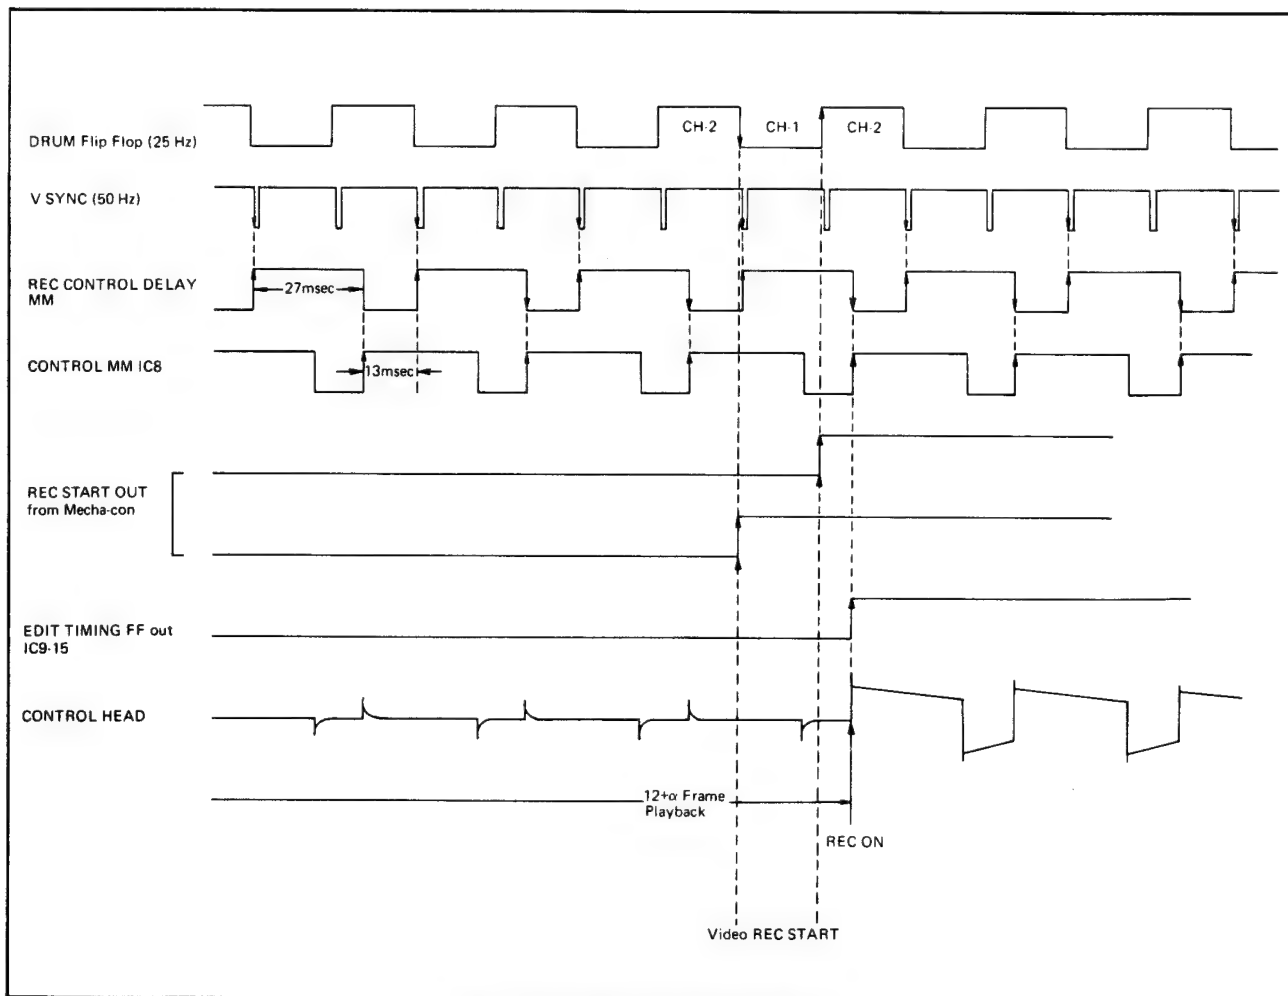 CH-2
CH-1
CH-2
DRUM Flip Flop (25 Hz)
V SYNC (50 Hz)
REC CONTROL DELAY
MM
27msec
CONTROL MM IC8
13msec
REC START OUT
from Mecha-con
EDIT TIMING FF out
IC9-15
CONTROL HEAD
12+α Frame
Playback
REC ON
Video REC START